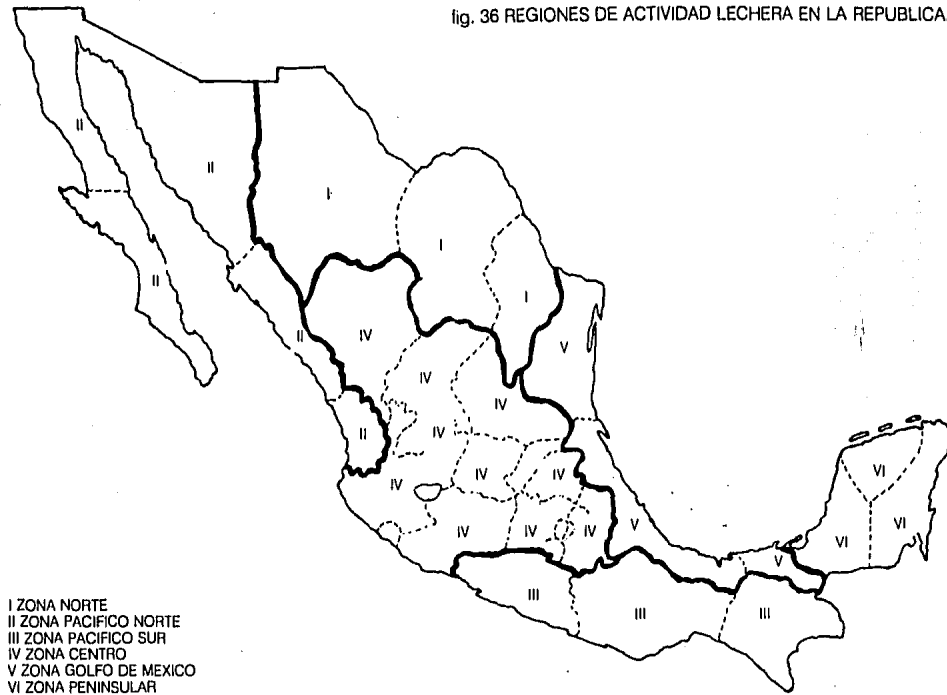 fig. 36 REGIONES DE ACTIVIDAD LECHERA EN LA REPUBLICA.
II
II
I
I
II
I
II
IV
V
IV
IV
II
IV
VI
IV
IV
IV
V
VI
VI
IV
IV
IV
V
III
III
III
I ZONA NORTE
II ZONA PACIFICO NORTE
III ZONA PACIFICO SUR
IV ZONA CENTRO
V ZONA GOLFO DE MEXICO
VI ZONA PENINSULAR